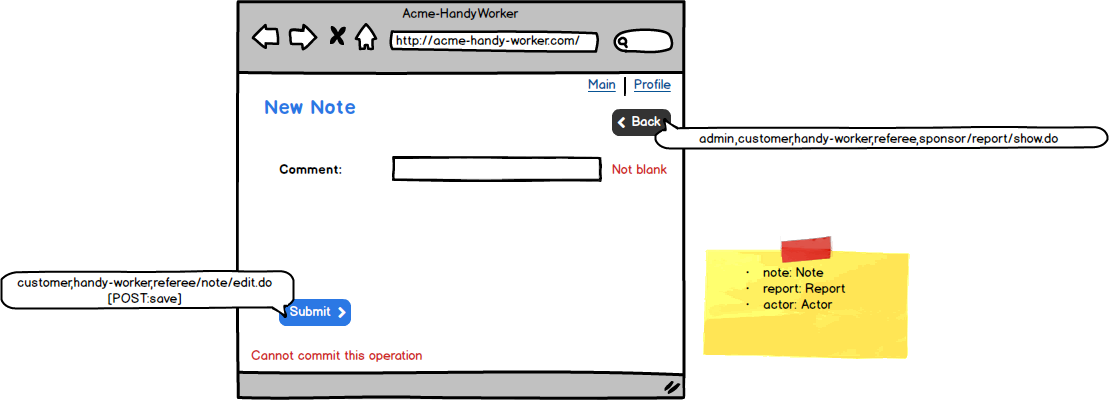 Acme-HandyWorker
http://acme-handy-worker.com/
Main
Profile
New Note
Back
admin,customer,handy-worker,referee,sponsor/report/show.do
Comment:
Not blank
customer,handy-worker,referee/note/edit.do
[POST:save]
Submit
Cannot commit this operation
• note: Note
• report: Report
• actor: Actor